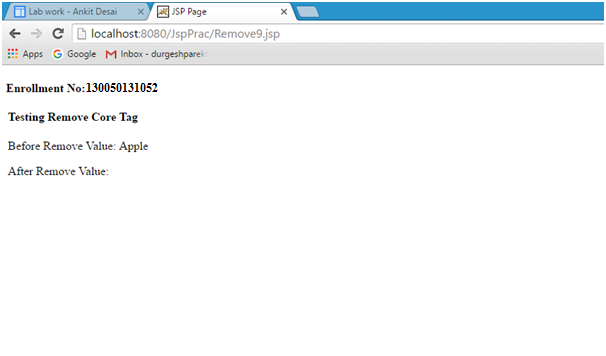 Lab work - Ankit Desai
JSP Page
localhost:8080/JspPrac/Remove9.jsp
Apps
Google
Inbox - durgeshparek
Enrollment No:130050131052
Testing Remove Core Tag
Before Remove Value: Apple
After Remove Value: